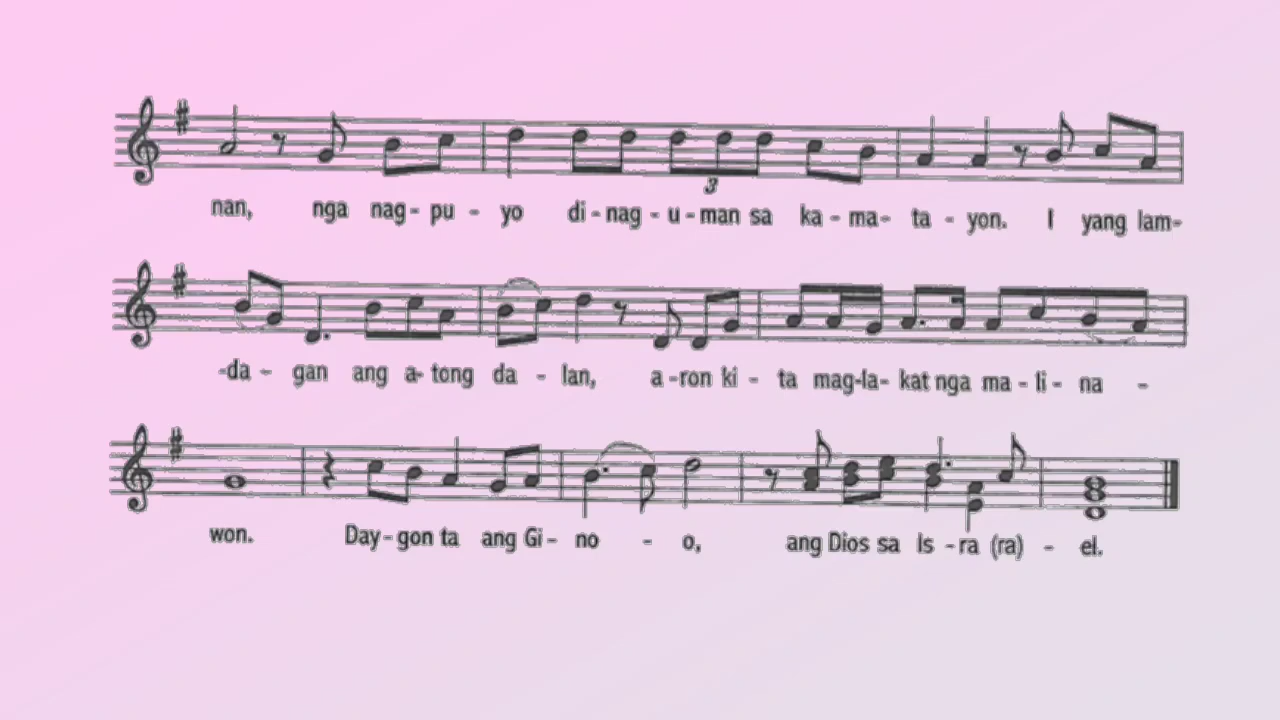 nan, nga nag - pu - yo di - nag - u - man sa ka - ma - ta - yon. I yang lam-
3
-da - gan ang a- tong da - lan, a -ron ki - ta mag-la- kat nga ma - li - na -
won. Day-gon ta ang Gi - no - o, ang Dios sa Is -ra (ra) - el.